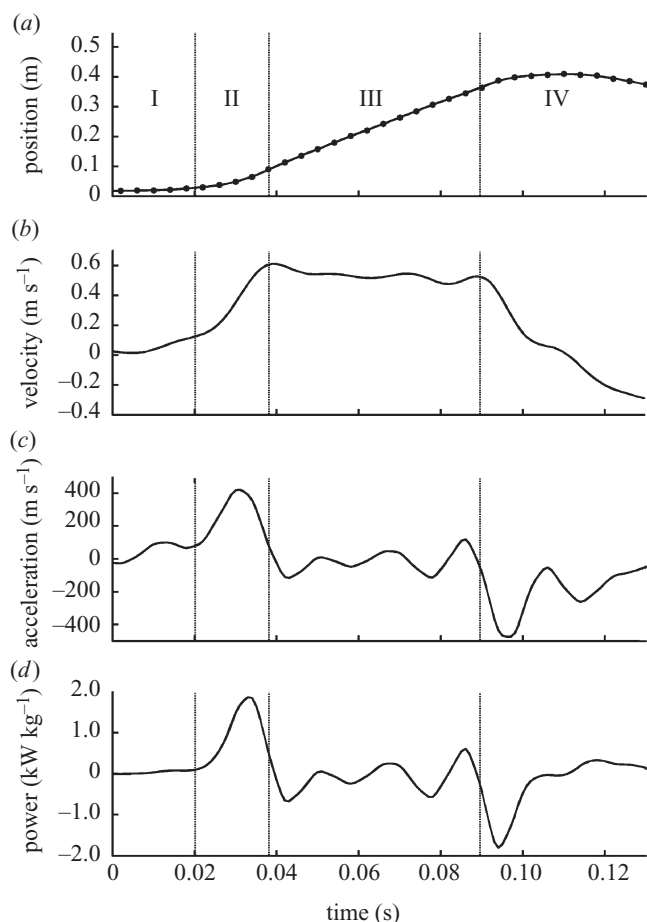 (a)
0.5
0.4
0.3
0.2
0.1
0
position (m)
I II III IV
(b)
0.6
0.4
0.2
0
–0.2
–0.4
velocity (m s–1)
(c)
400
200
0
–200
–400
acceleration (m s–1)
(d)
2.0
1.0
0
–1.0
–2.0
power (kW kg–1)
0 0.02 0.04 0.06 0.08 0.10 0.12
time (s)